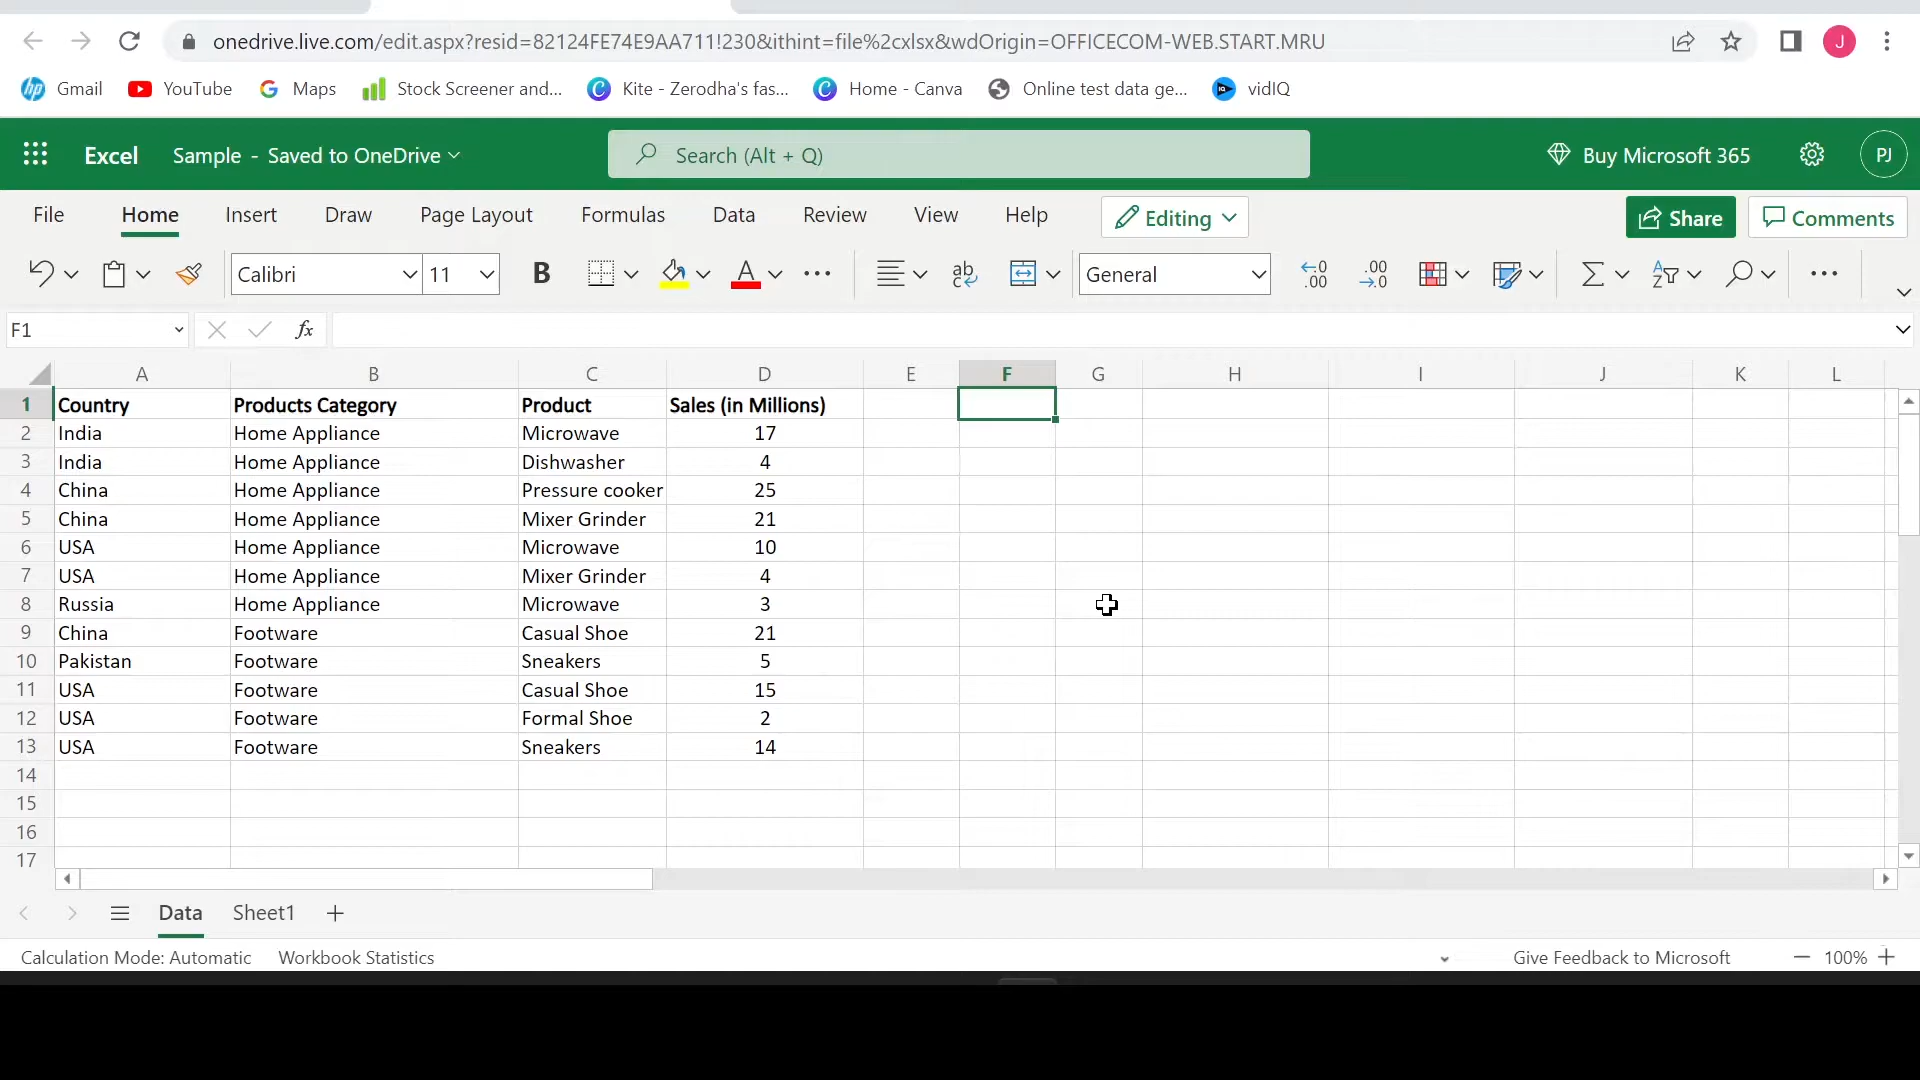 onedrive.live.com/edit.aspx?resid=82124FE74E9AA711!230&ithint=file%2cxlsx&wdOrigin=OFFICECOM-WEB.START.MRU J
hp Gmail YouTube Maps Stock Screener and... Kite - Zerodha's fas... Home - Canva Online test data ge... vidIQ
Excel Sample - Saved to OneDrive Search (Alt + Q) Buy Microsoft 365 PJ
File Home Insert Draw Page Layout Formulas Data Review View Help Editing Share Comments
Calibri 11 B A ab c General .0 .00 .00 .0 A Z
F1 fx
A B C D E F G H I J K L
1 Country Products Category Product Sales (in Millions)
2 India Home Appliance Microwave 17
3 India Home Appliance Dishwasher 4
4 China Home Appliance Pressure cooker 25
5 China Home Appliance Mixer Grinder 21
6 USA Home Appliance Microwave 10
7 USA Home Appliance Mixer Grinder 4
8 Russia Home Appliance Microwave 3
9 China Footware Casual Shoe 21
10 Pakistan Footware Sneakers 5
11 USA Footware Casual Shoe 15
12 USA Footware Formal Shoe 2
13 USA Footware Sneakers 14
14
15
16
17
Data Sheet1
Calculation Mode: Automatic Workbook Statistics Give Feedback to Microsoft 100%